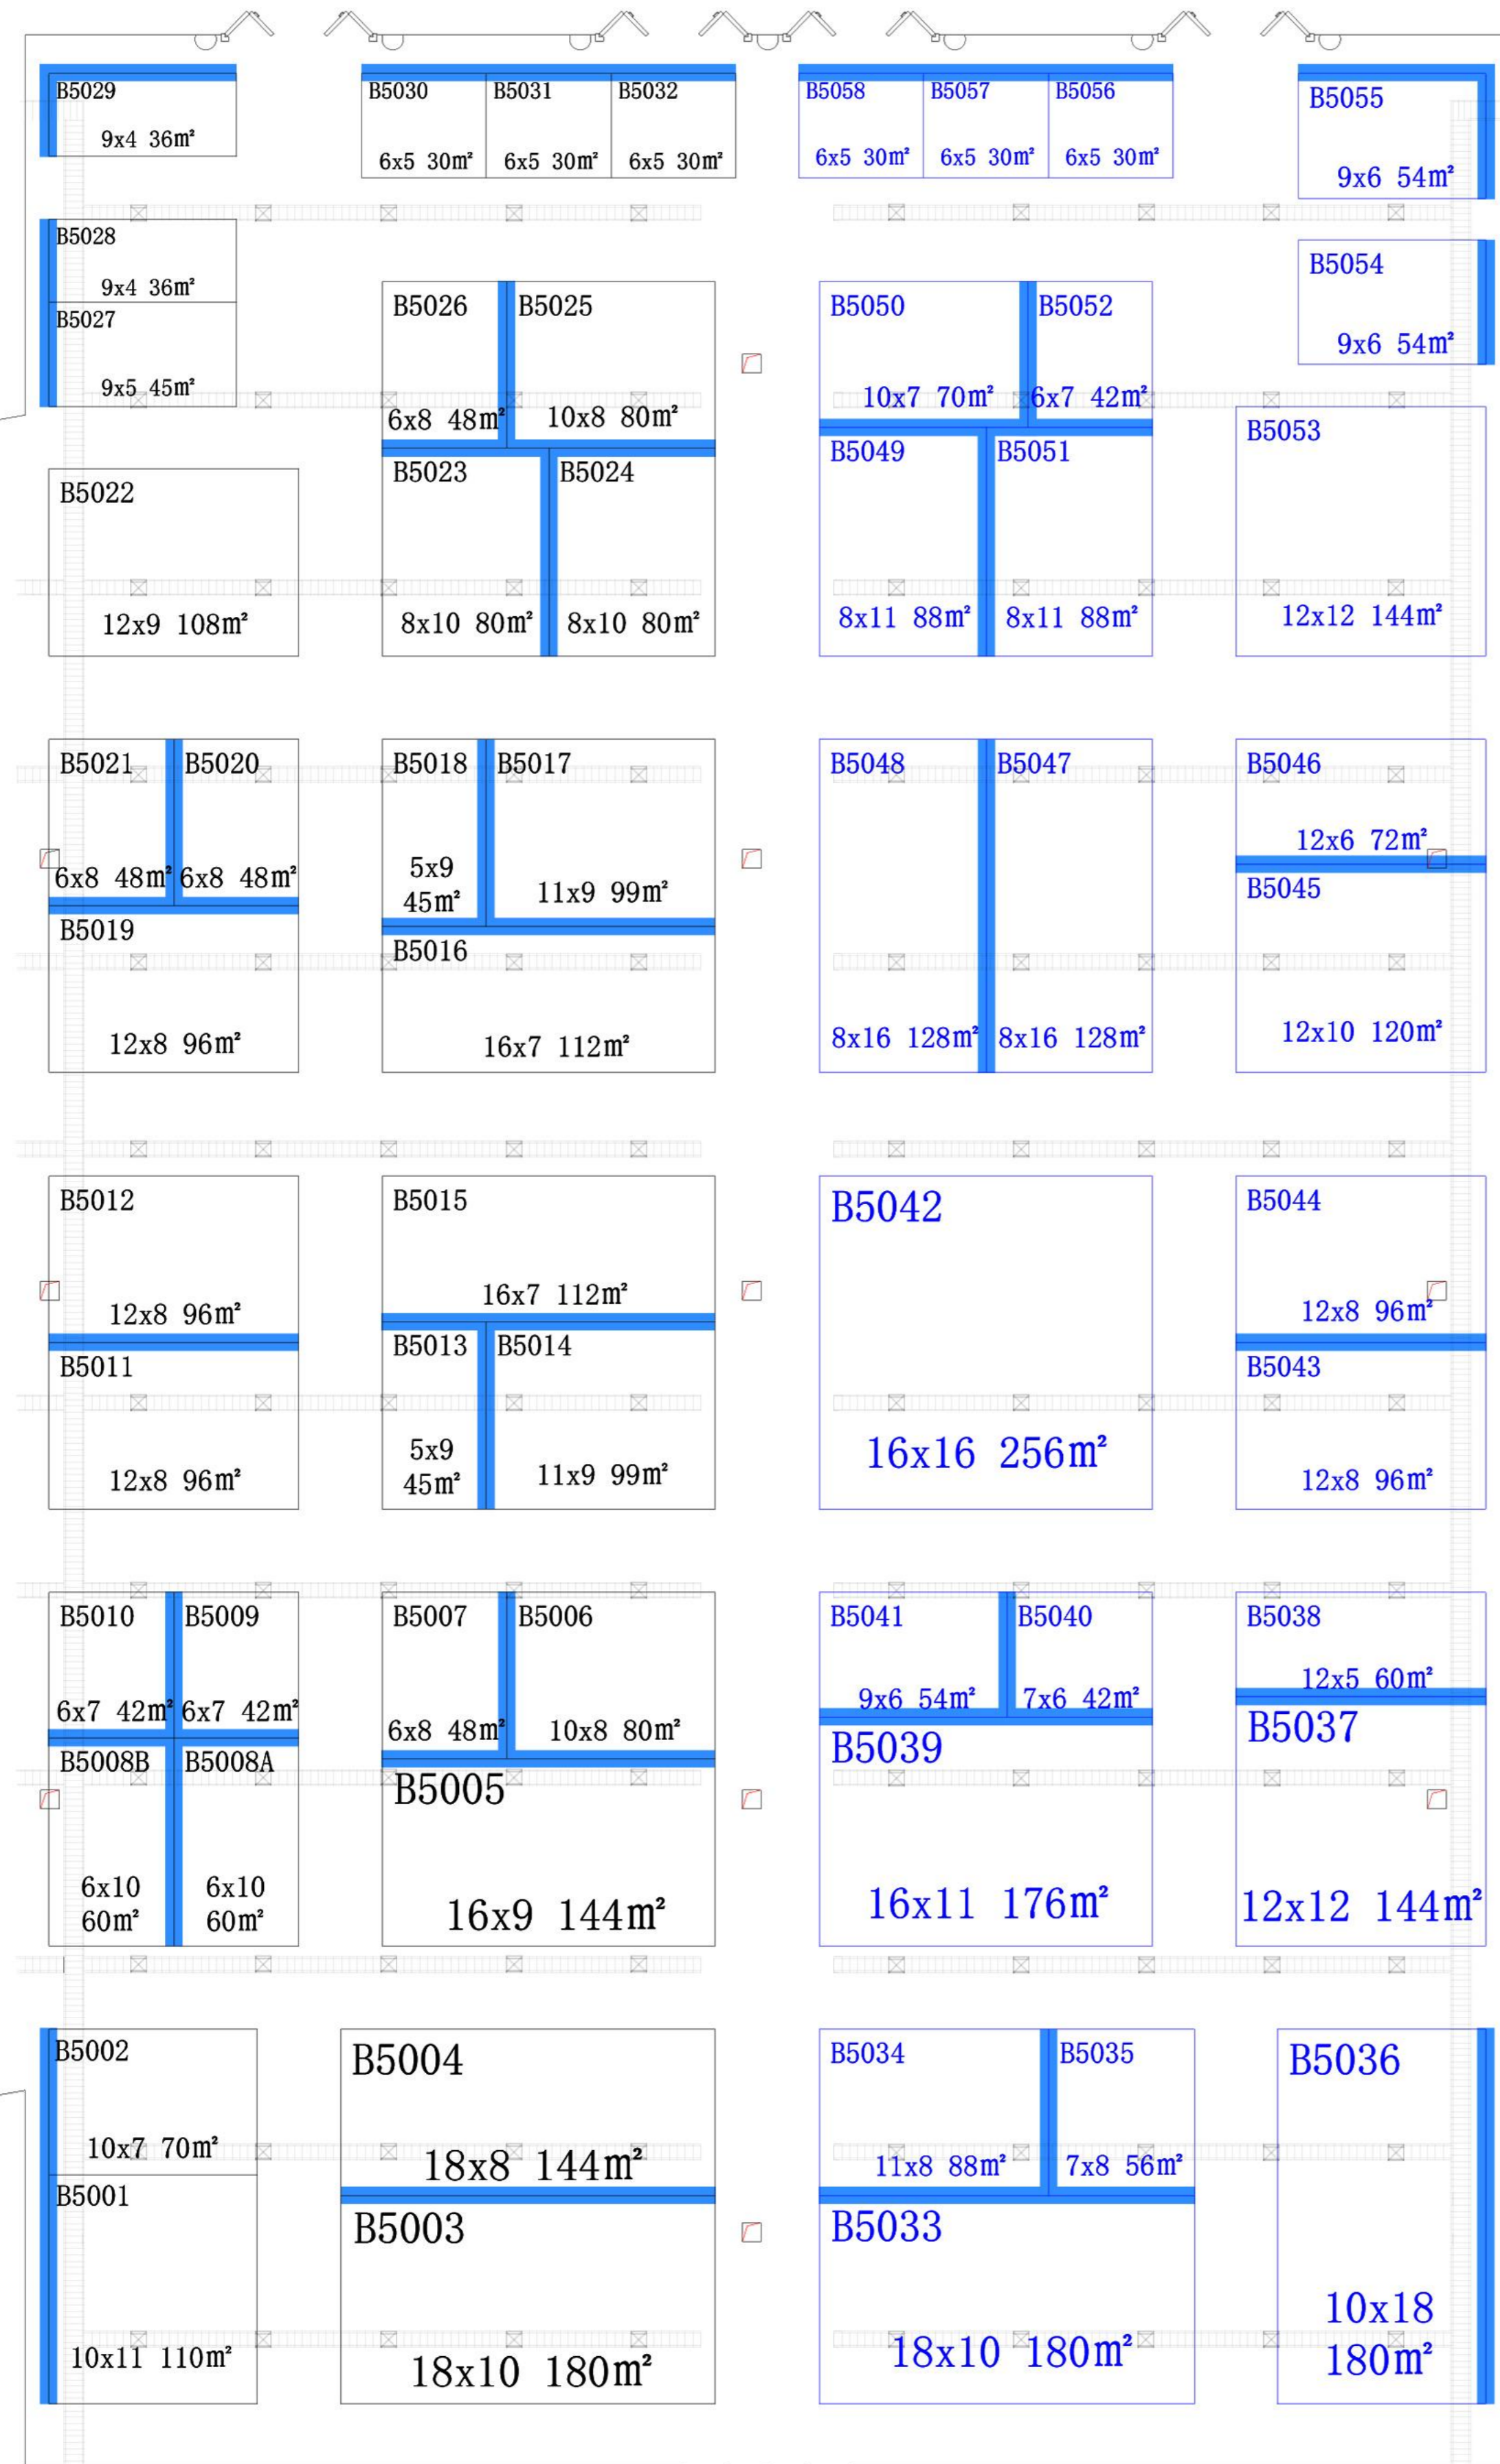 B5029
9x4 36m²
B5030
6x5 30m²
B5031
6x5 30m²
B5032
6x5 30m²
B5058
6x5 30m²
B5057
6x5 30m²
B5056
6x5 30m²
B5055
9x6 54m²
B5028
9x4 36m²
B5027
9x5 45m²
B5026
6x8 48m²
B5025
10x8 80m²
B5050
10x7 70m²
B5052
6x7 42m²
B5054
9x6 54m²
B5022
12x9 108m²
B5023
8x10 80m²
B5024
8x10 80m²
B5049
8x11 88m²
B5051
8x11 88m²
B5053
12x12 144m²
B5021
6x8 48m²
B5020
6x8 48m²
B5019
12x8 96m²
B5018
5x9
45m²
B5017
11x9 99m²
B5016
16x7 112m²
B5048
8x16 128m²
B5047
8x16 128m²
B5046
12x6 72m²
B5045
12x10 120m²
B5012
12x8 96m²
B5011
12x8 96m²
B5015
16x7 112m²
B5013
5x9
45m²
B5014
11x9 99m²
B5042
16x16 256m²
B5044
12x8 96m²
B5043
12x8 96m²
B5010
6x7 42m²
B5009
6x7 42m²
B5008B
6x10
60m²
B5008A
6x10
60m²
B5007
6x8 48m²
B5006
10x8 80m²
B5005
16x9 144m²
B5041
9x6 54m²
B5040
7x6 42m²
B5039
16x11 176m²
B5038
12x5 60m²
B5037
12x12 144m²
B5002
10x7 70m²
B5001
10x11 110m²
B5004
18x8 144m²
B5003
18x10 180m²
B5034
11x8 88m²
B5035
7x8 56m²
B5033
18x10 180m²
B5036
10x18
180m²